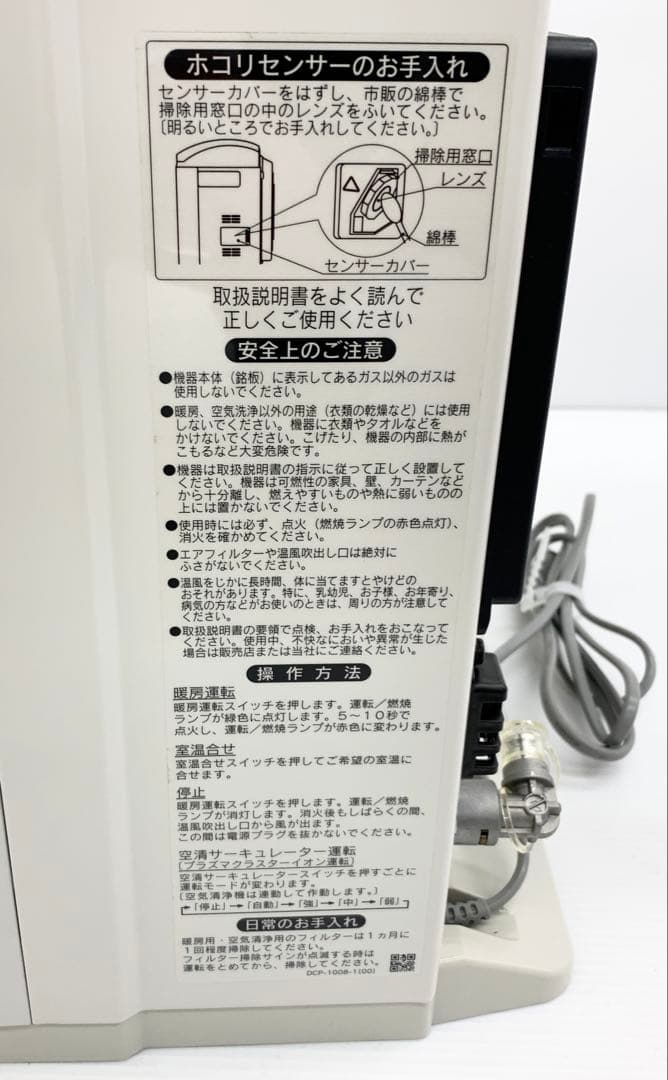 ホコリセンサーのお手入れ
センサーカバーをはずし、市販の綿棒で
掃除用窓口の中のレンズをふいてください。
〔明るいところでお手入れしてください。〕
掃除用窓口
レンズ
綿棒
センサーカバー
取扱説明書をよく読んで
正しくご使用ください
安全上のご注意
●機器本体（銘板）に表示してあるガス以外のガスは
使用しないでください。
●暖房、空気洗浄以外の用途（衣類の乾燥など）には使用
しないでください。機器に衣類やタオルなどを
かけないでください。こげたり、機器の内部に熱が
こもるなど大変危険です。
●機器は取扱説明書の指示に従って正しく設置して
ください。機器は可燃性の家具、壁、カーテンなど
から十分離し、燃えやすいものや熱に弱いものの
上には置かないでください。
●使用時には必ず、点火（燃焼ランプの赤色点灯）、
消火を確かめてください。
●エアフィルターや温風吹出し口は絶対に
ふさがないでください。
●温風をじかに長時間、体に当てますとやけどの
おそれがあります。特に、乳幼児、お子様、お年寄り、
病気の方などがお使いのときは、周りの方が注意して
ください。
●取扱説明書の要領で点検、お手入れをおこなって
ください。使用中、不快なにおいや異常が生じた
場合は販売店または当社にご連絡ください。
操作方法
暖房運転
暖房運転スイッチを押します。運転／燃焼
ランプが緑色に点灯します。5～10秒で
点火し、運転／燃焼ランプが赤色に変わります。
室温合せ
室温合せスイッチを押してご希望の室温に
合せます。
停止
暖房運転スイッチを押します。運転／燃焼
ランプが消灯します。消火後もしばらくの間、
温風吹出し口から風が出ます。
この間は電源プラグを抜かないでください。
空清サーキュレーター運転
（プラズマクラスターイオン運転）
空清サーキュレータースイッチを押すごとに
運転モードが変わります。
〔空気清浄機は連動して作動します。〕
→「停止」→「自動」→「強」→「中」→「弱」
日常のお手入れ
暖房用・空気清浄用のフィルターは1ヵ月に
1回程度掃除してください。
フィルター掃除サインが点滅する時は
運転をとめてから、掃除してください。
DCP-1008-1(00)